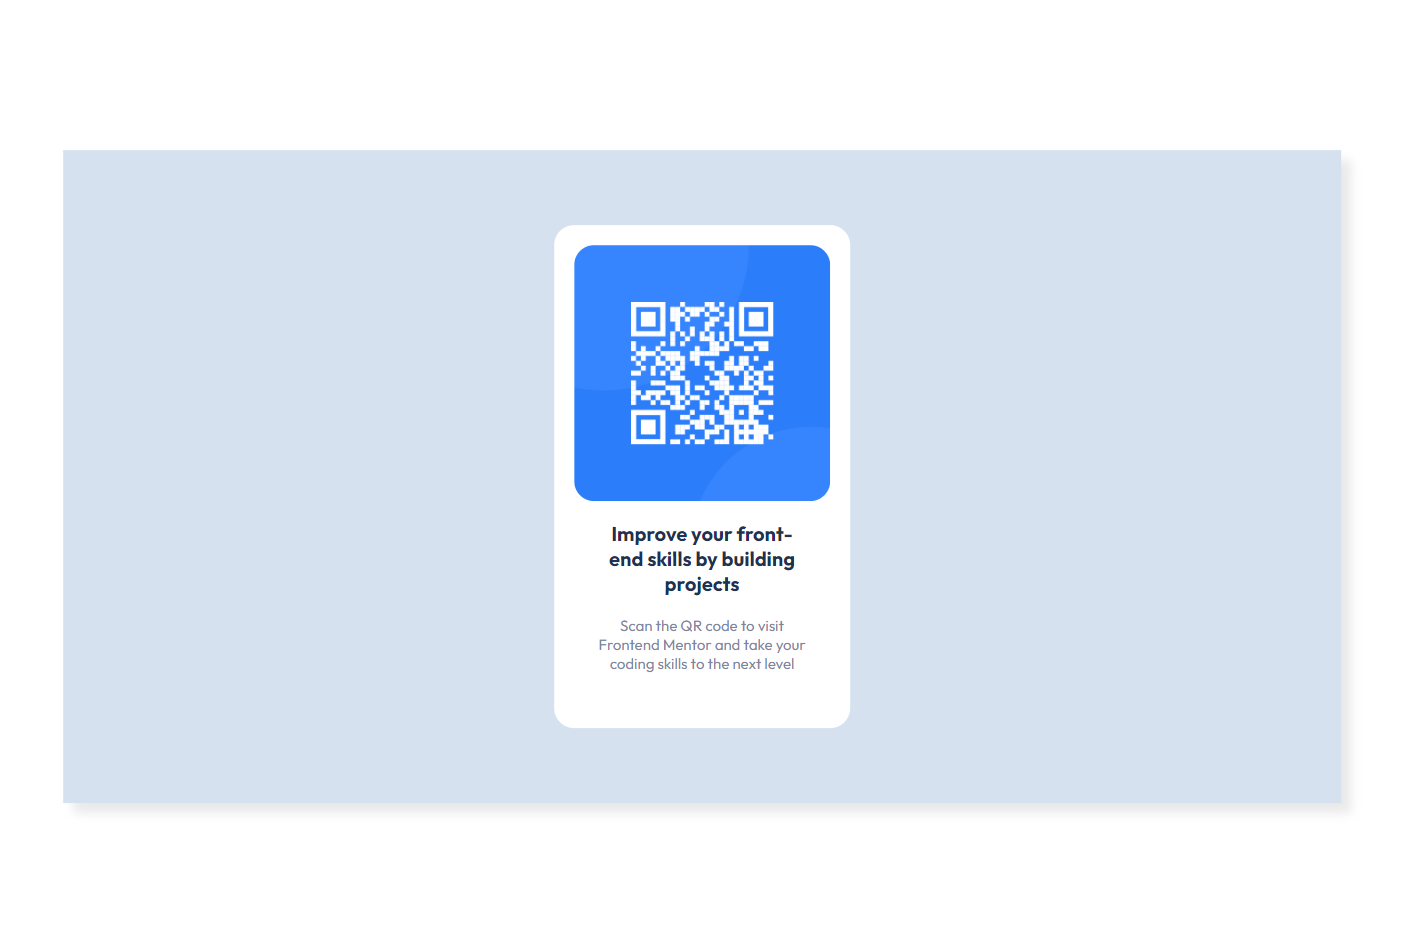 Improve your front-
end skills by building
projects
Scan the QR code to visit
Frontend Mentor and take your
coding skills to the next level